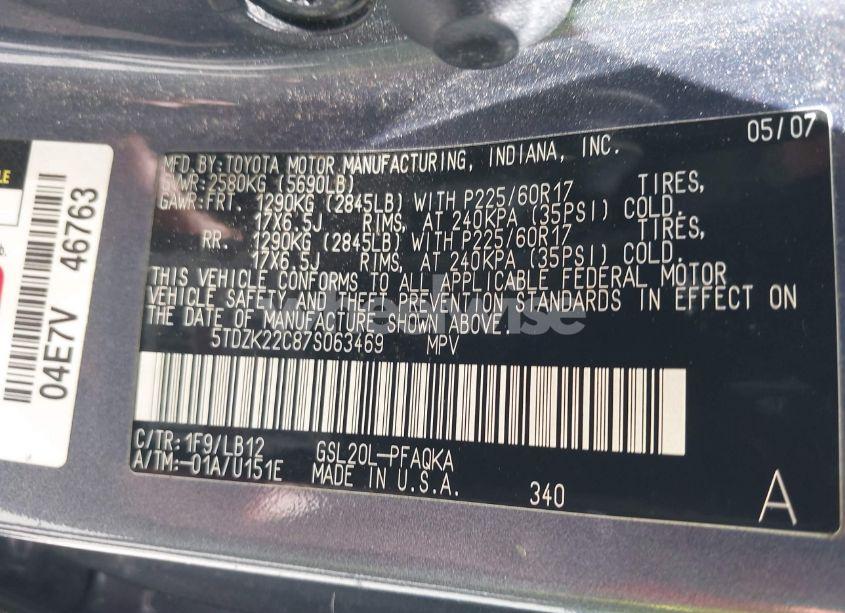 05/07
MFD.BY:TOYOTA MOTOR MANUFACTURING, INDIANA, INC.
GVWR:2580KG (5690LB)
GAWR:FRT. 1290KG (2845LB) WITH P225/60R17 TIRES,
17X6.5J RIMS, AT 240KPA (35PSI) COLD.
RR. 1290KG (2845LB) WITH P225/60R17 TIRES,
17X6.5J RIMS, AT 240KPA (35PSI) COLD.
THIS VEHICLE CONFORMS TO ALL APPLICABLE FEDERAL MOTOR
VEHICLE SAFETY AND THEFT PREVENTION STANDARDS IN EFFECT ON
THE DATE OF MANUFACTURE SHOWN ABOVE.
5TDZK22C87S063469 MPV
C/TR:1F9/LB12 GSL20L-PFAQKA
A/TM:-01A/U151E MADE IN U.S.A. 340 A
04E7V 46763